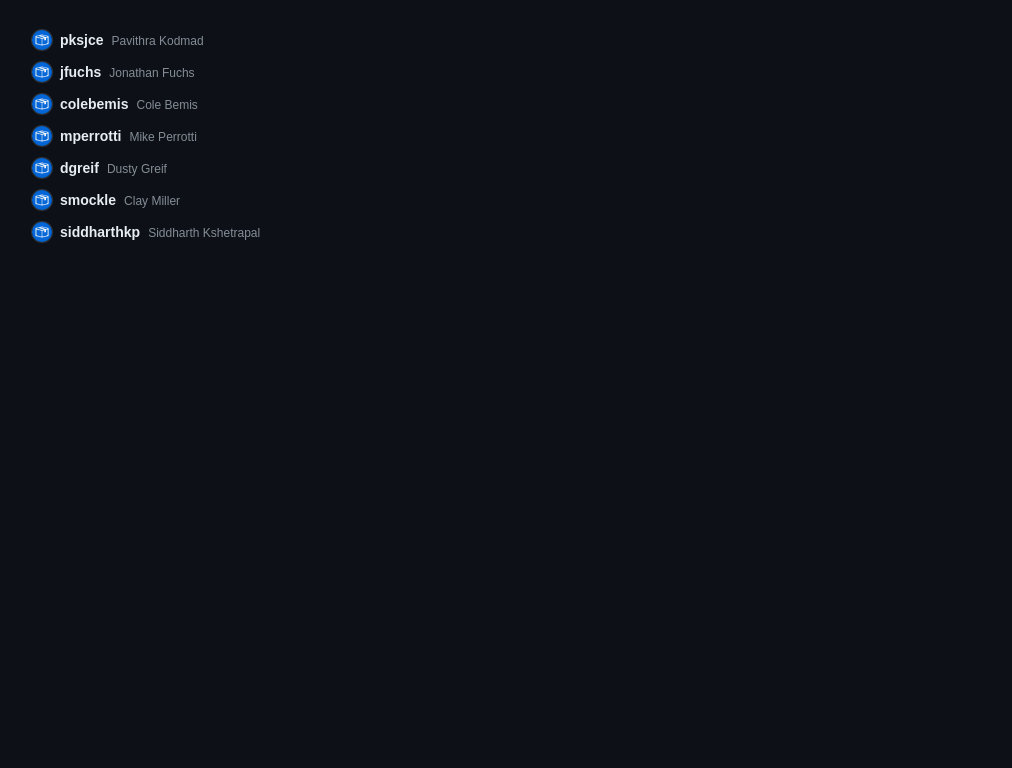 pksjce Pavithra Kodmad
jfuchs Jonathan Fuchs
colebemis Cole Bemis
mperrotti Mike Perrotti
dgreif Dusty Greif
smockle Clay Miller
siddharthkp Siddharth Kshetrapal